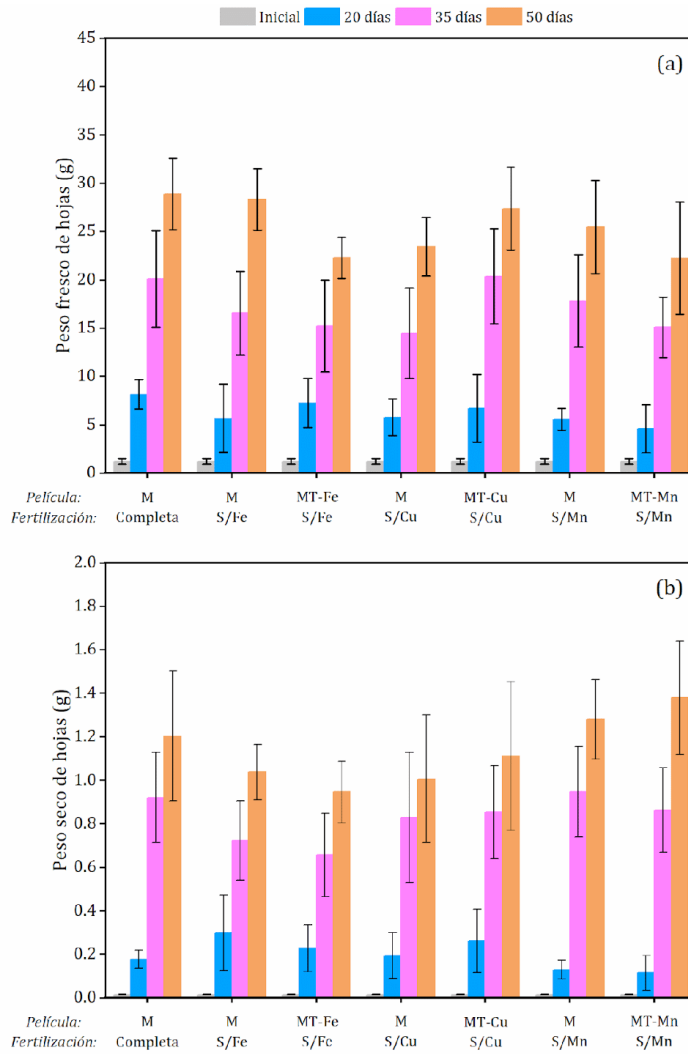 Inicial 20 días 35 días 50 días
(a)
Peso fresco de hojas (g)
45
40
35
30
25
20
15
10
5
0
Película: M M MT-Fe M MT-Cu M MT-Mn
Fertilización: Completa S/Fe S/Fe S/Cu S/Cu S/Mn S/Mn
(b)
Peso seco de hojas (g)
2.0
1.8
1.6
1.4
1.2
1.0
0.8
0.6
0.4
0.2
0.0
Película: M M MT-Fe M MT-Cu M MT-Mn
Fertilización: Completa S/Fe S/Fe S/Cu S/Cu S/Mn S/Mn